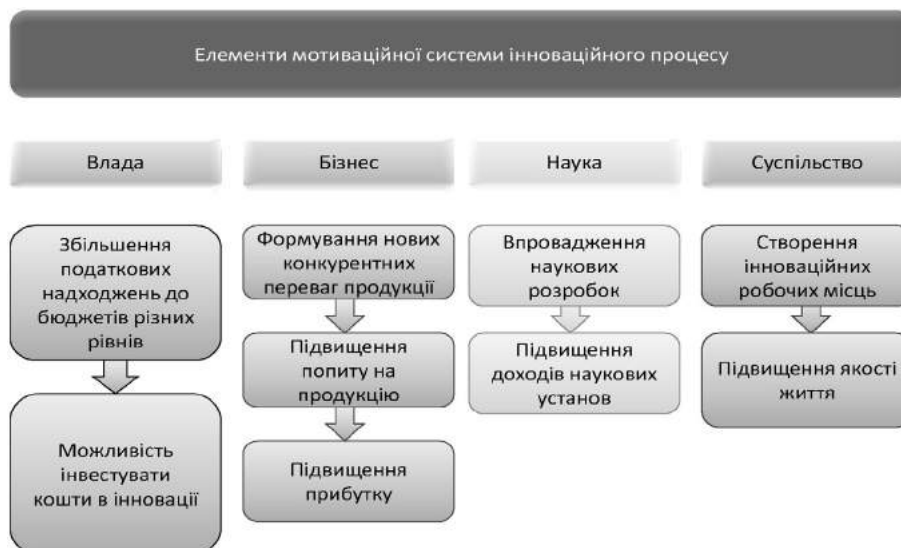 Елементи мотиваційної системи інноваційного процесу
Влада
Бізнес
Наука
Суспільство
Збільшення
податкових
надходжень до
бюджетів різних
рівнів
Можливість
інвестувати
кошти в інновації
Формування нових
конкурентних
переваг продукції
Підвищення
попиту на
продукцію
Підвищення
прибутку
Впровадження
наукових
розробок
Підвищення
доходів наукових
установ
Створення
інноваційних
робочих місць
Підвищення якості
життя